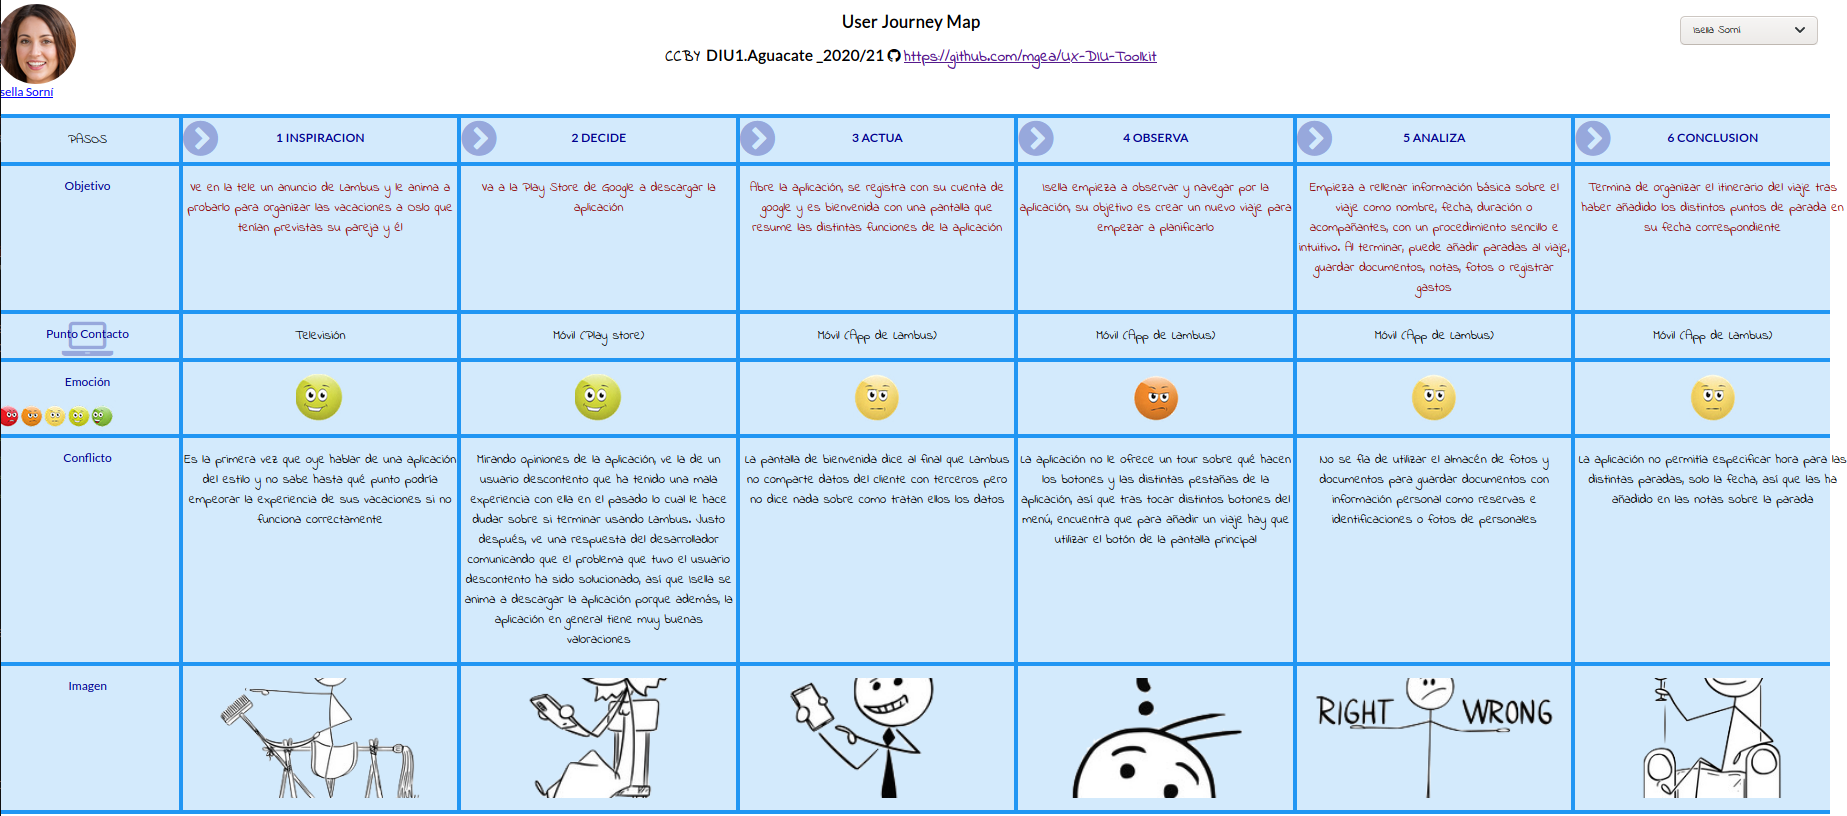 User Journey Map
Isella Sorní
CCBY DIU1.Aguacate _2020/21 https://github.com/mgea/UX-DIU-Toolkit
sella Sorní
PASOS
1 INSPIRACION
2 DECIDE
3 ACTUA
4 OBSERVA
5 ANALIZA
6 CONCLUSION
Objetivo
Ve en la tele un anuncio de Lambus y le anima a
probarlo para organizar las vacaciones a Oslo que
tenían previstas su pareja y él
Va a la Play Store de Google a descargar la
aplicación
Abre la aplicación, se registra con su cuenta de
google y es bienvenida con una pantalla que
resume las distintas funciones de la aplicación
Isella empieza a observar y navegar por la
aplicación, su objetivo es crear un nuevo viaje para
empezar a planificarlo
Empieza a rellenar información básica sobre el
viaje como nombre, fecha, duración o
acompañantes, con un procedimiento sencillo e
intuitivo. Al terminar, puede añadir paradas al viaje,
guardar documentos, notas, fotos o registrar
gastos
Termina de organizar el itinerario del viaje tras
haber añadido los distintos puntos de parada en
su fecha correspondiente
Punto Contacto
Televisión
Móvil (Play store)
Móvil (App de Lambus)
Móvil (App de Lambus)
Móvil (App de Lambus)
Móvil (App de Lambus)
Emoción
Conflicto
Es la primera vez que oye hablar de una aplicación
del estilo y no sabe hasta qué punto podría
empeorar la experiencia de sus vacaciones si no
funciona correctamente
Mirando opiniones de la aplicación, ve la de un
usuario descontento que ha tenido una mala
experiencia con ella en el pasado lo cual le hace
dudar sobre si terminar usando Lambus. Justo
después, ve una respuesta del desarrollador
comunicando que el problema que tuvo el usuario
descontento ha sido solucionado, así que Isella se
anima a descargar la aplicación porque además, la
aplicación en general tiene muy buenas
valoraciones
La pantalla de bienvenida dice al final que Lambus
no comparte datos del cliente con terceros pero
no dice nada sobre como tratan ellos los datos
La aplicación no le ofrece un tour sobre qué hacen
los botones y las distintas pestañas de la
aplicación, así que tras tocar distintos botones del
menú, encuentra que para añadir un viaje hay que
utilizar el botón de la pantalla principal
No se fia de utilizar el almacén de fotos y
documentos para guardar documentos con
información personal como reservas e
identificaciones o fotos de personales
La aplicación no permitía especificar hora para las
distintas paradas, solo la fecha, así que las ha
añadido en las notas sobre la parada
Imagen
RIGHT WRONG